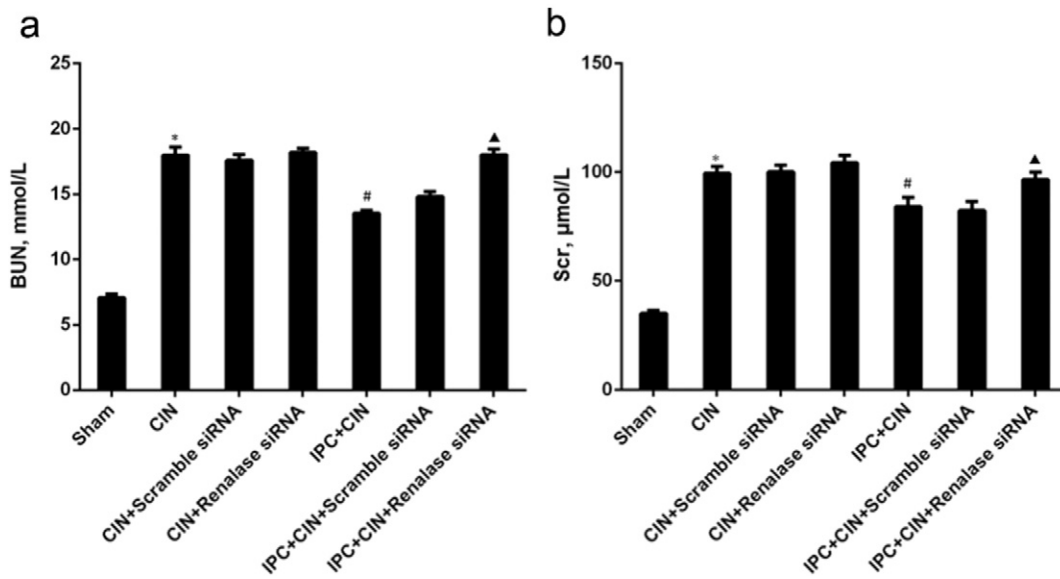 a
BUN, mmol/L
25
20
15
10
5
0
*
#
▲
Sham
CIN
CIN+Scramble siRNA
CIN+Renalase siRNA
IPC+CIN
IPC+CIN+Scramble siRNA
IPC+CIN+Renalase siRNA
b
Scr, μmol/L
150
100
50
0
*
#
▲
Sham
CIN
CIN+Scramble siRNA
CIN+Renalase siRNA
IPC+CIN
IPC+CIN+Scramble siRNA
IPC+CIN+Renalase siRNA